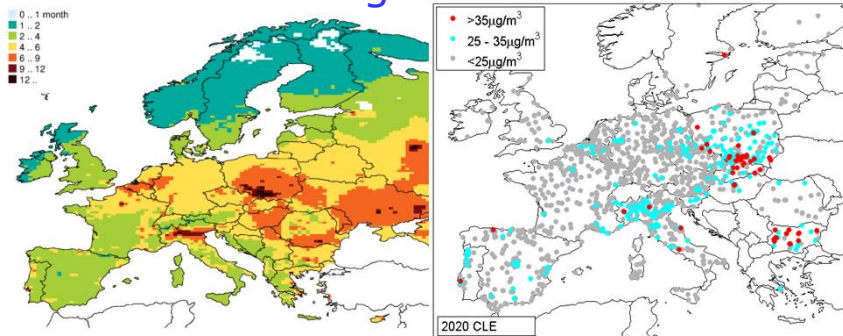 0 .. 1 month
1 .. 2
2 .. 4
4 .. 6
6 .. 9
9 .. 12
12 ..
>35µg/m³
25 - 35µg/m³
<25µg/m³
2020 CLE